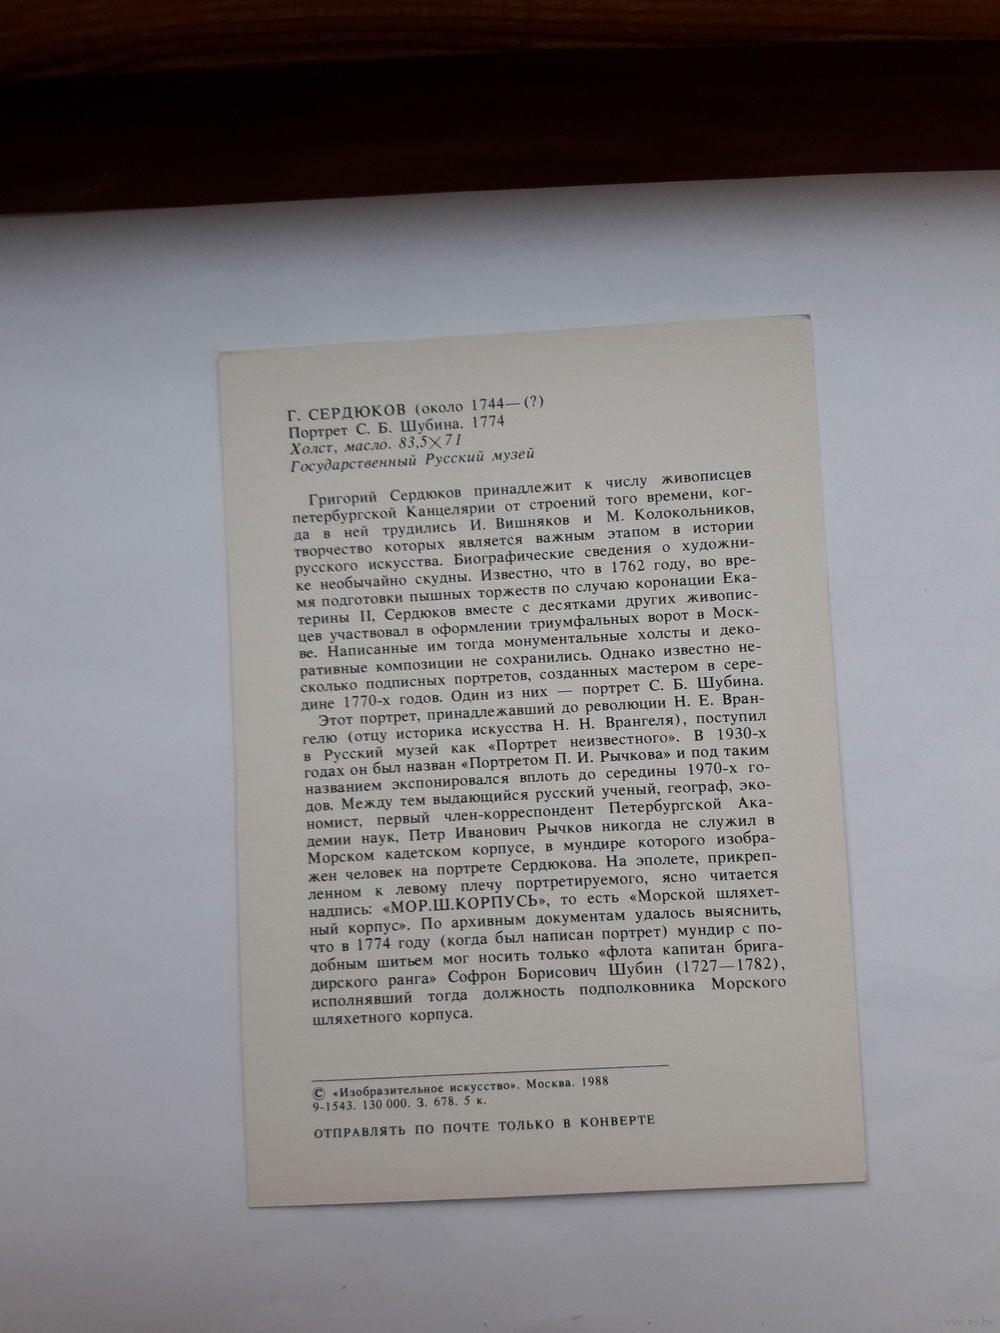 Г. СЕРДЮКОВ (около 1744—(?)
Портрет С. Б. Шубина. 1774
Холст, масло. 83,5×71
Государственный Русский музей
Григорий Сердюков принадлежит к числу живописцев
петербургской Канцелярии от строений того времени, ког-
да в ней трудились И. Вишняков и М. Колокольников,
творчество которых является важным этапом в истории
русского искусства. Биографические сведения о художни-
ке необычайно скудны. Известно, что в 1762 году, во вре-
мя подготовки пышных торжеств по случаю коронации Ека-
терины II, Сердюков вместе с десятками других живопис-
цев участвовал в оформлении триумфальных ворот в Моск-
ве. Написанные им тогда монументальные холсты и деко-
ративные композиции не сохранились. Однако известно не-
сколько подписных портретов, созданных мастером в сере-
дине 1770-х годов. Один из них — портрет С. Б. Шубина.
Этот портрет, принадлежавший до революции Н. Е. Вран-
гелю (отцу историка искусства Н. Н. Врангеля), поступил
в Русский музей как «Портрет неизвестного». В 1930-х
годах он был назван «Портретом П. И. Рычкова» и под таким
названием экспонировался вплоть до середины 1970-х го-
дов. Между тем выдающийся русский ученый, географ, эко-
номист, первый член-корреспондент Петербургской Ака-
демии наук, Петр Иванович Рычков никогда не служил в
Морском кадетском корпусе, в мундире которого изобра-
жен человек на портрете Сердюкова. На эполете, прикреп-
ленном к левому плечу портретируемого, ясно читается
надпись: «МОР.Ш.КОРПУСЬ», то есть «Морской шляхет-
ный корпус». По архивным документам удалось выяснить,
что в 1774 году (когда был написан портрет) мундир с по-
добным шитьем мог носить только «флота капитан брига-
дирского ранга» Софрон Борисович Шубин (1727—1782),
исполнявший тогда должность подполковника Морского
шляхетного корпуса.
© «Изобразительное искусство». Москва. 1988
9-1543. 130 000. З. 678. 5 к.
ОТПРАВЛЯТЬ ПО ПОЧТЕ ТОЛЬКО В КОНВЕРТЕ
www.ay.by